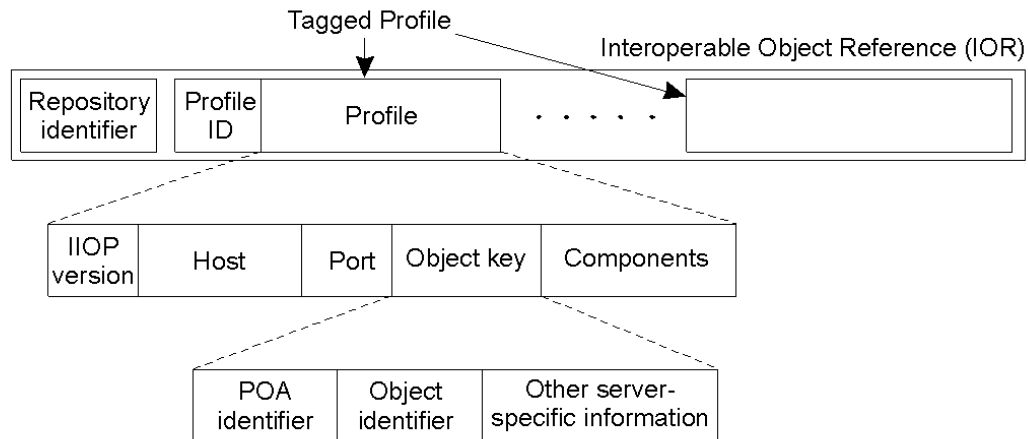 Tagged Profile
Interoperable Object Reference (IOR)
Repository
identifier
Profile
ID
Profile
. . . . .
IIOP
version
Host
Port
Object key
Components
POA
identifier
Object
identifier
Other server-
specific information